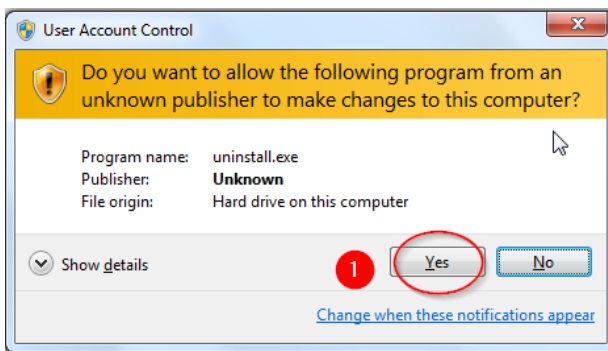 User Account Control
Do you want to allow the following program from an
unknown publisher to make changes to this computer?
Program name: uninstall.exe
Publisher: Unknown
File origin: Hard drive on this computer
Show details 1 Yes No
Change when these notifications appear